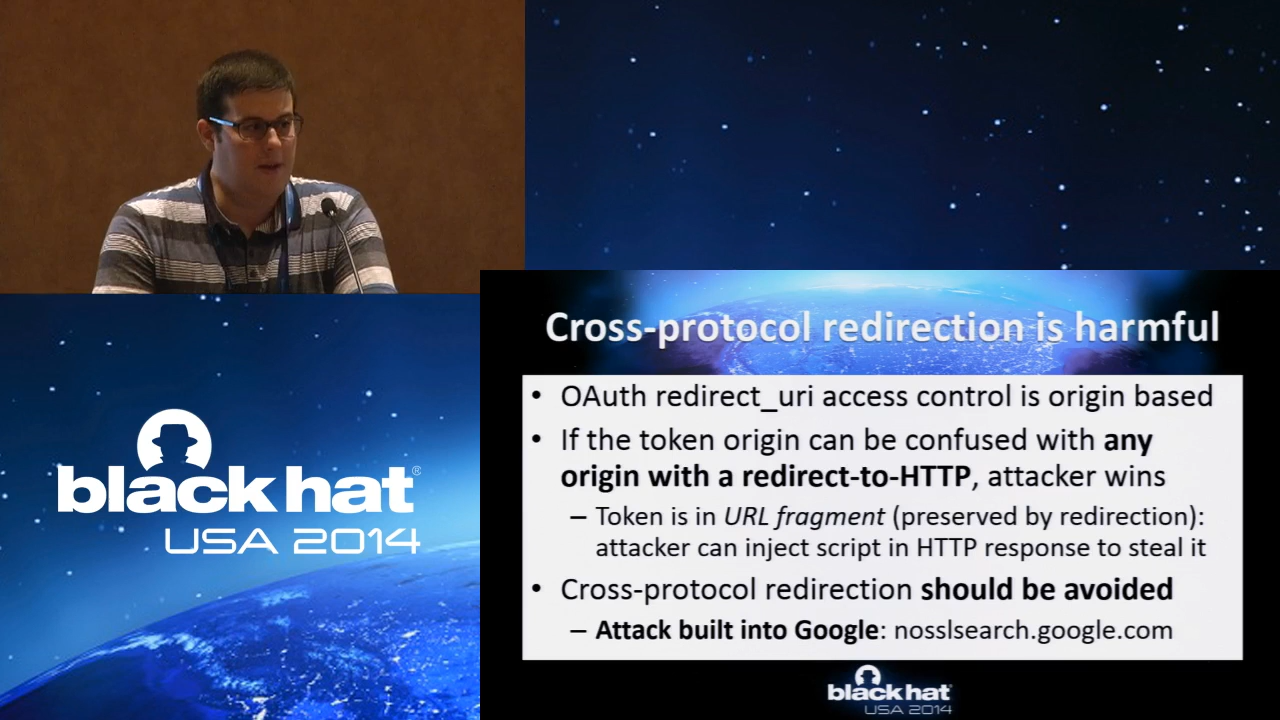 black hat®
USA 2014
Cross-protocol redirection is harmful
• OAuth redirect_uri access control is origin based
• If the token origin can be confused with any
origin with a redirect-to-HTTP, attacker wins
– Token is in URL fragment (preserved by redirection):
attacker can inject script in HTTP response to steal it
• Cross-protocol redirection should be avoided
– Attack built into Google: nosslsearch.google.com
black hat
USA 2014